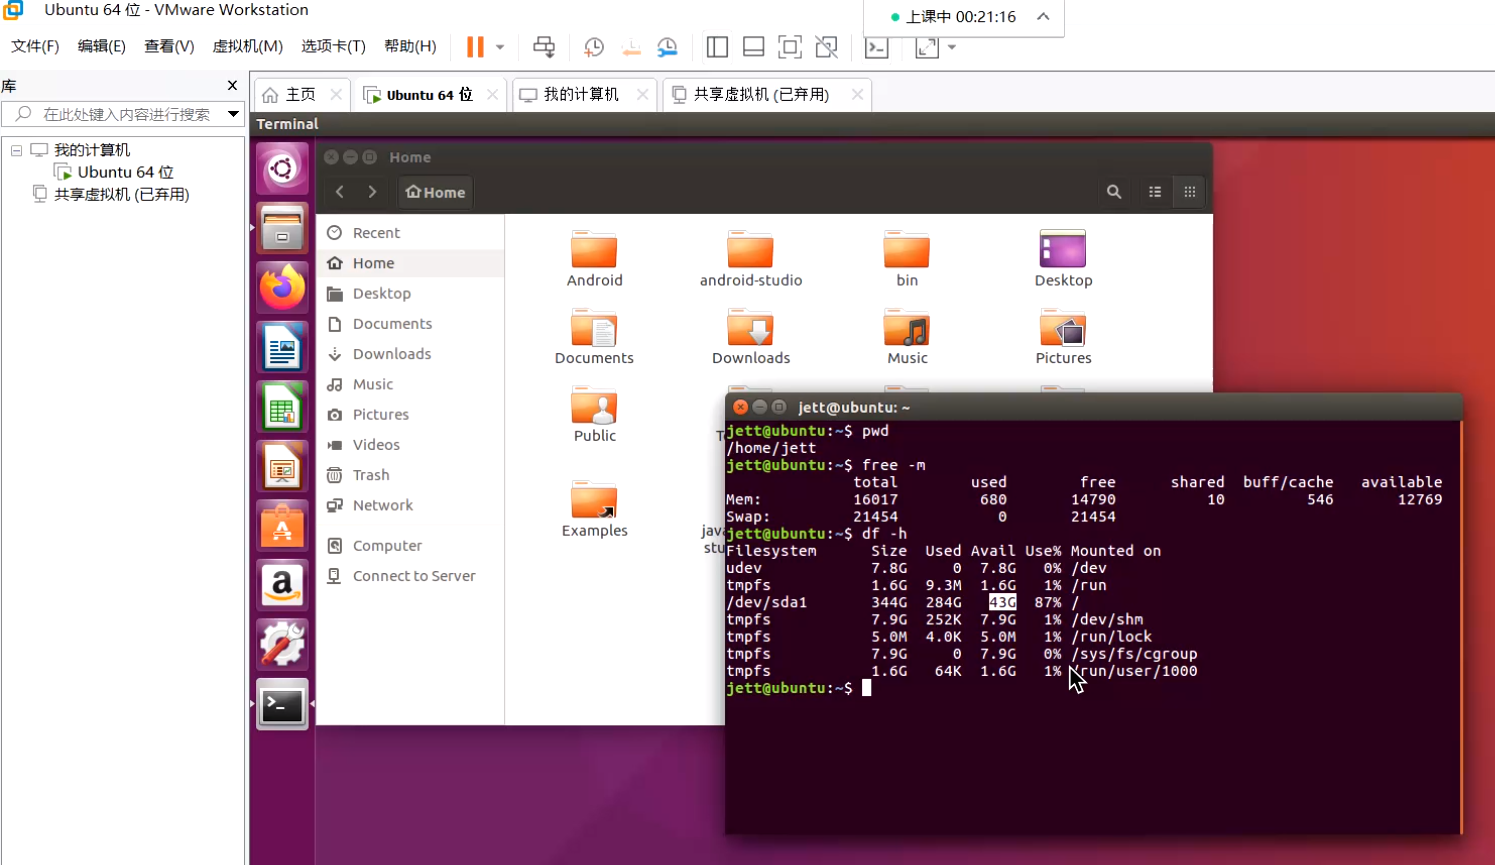 Ubuntu 64 位 - VMware Workstation
上课中 00:21:16
文件(F) 编辑(E) 查看(V) 虚拟机(M) 选项卡(T) 帮助(H)
库
在此处键入内容进行搜索
我的计算机
Ubuntu 64 位
共享虚拟机 (已弃用)
主页
Ubuntu 64 位
我的计算机
共享虚拟机 (已弃用)
Terminal
Home
Home
Recent
Home
Desktop
Documents
Downloads
Music
Pictures
Videos
Trash
Network
Computer
Connect to Server
Android android-studio bin Desktop
Documents Downloads Music Pictures
Public
Examples
jett@ubuntu: ~
jett@ubuntu:~$ pwd
/home/jett
jett@ubuntu:~$ free -m
total used free shared buff/cache available
Mem: 16017 680 14790 10 546 12769
Swap: 21454 0 21454
jett@ubuntu:~$ df -h
Filesystem Size Used Avail Use% Mounted on
udev 7.8G 0 7.8G 0% /dev
tmpfs 1.6G 9.3M 1.6G 1% /run
/dev/sda1 344G 284G 43G 87% /
tmpfs 7.9G 252K 7.9G 1% /dev/shm
tmpfs 5.0M 4.0K 5.0M 1% /run/lock
tmpfs 7.9G 0 7.9G 0% /sys/fs/cgroup
tmpfs 1.6G 64K 1.6G 1% /run/user/1000
jett@ubuntu:~$